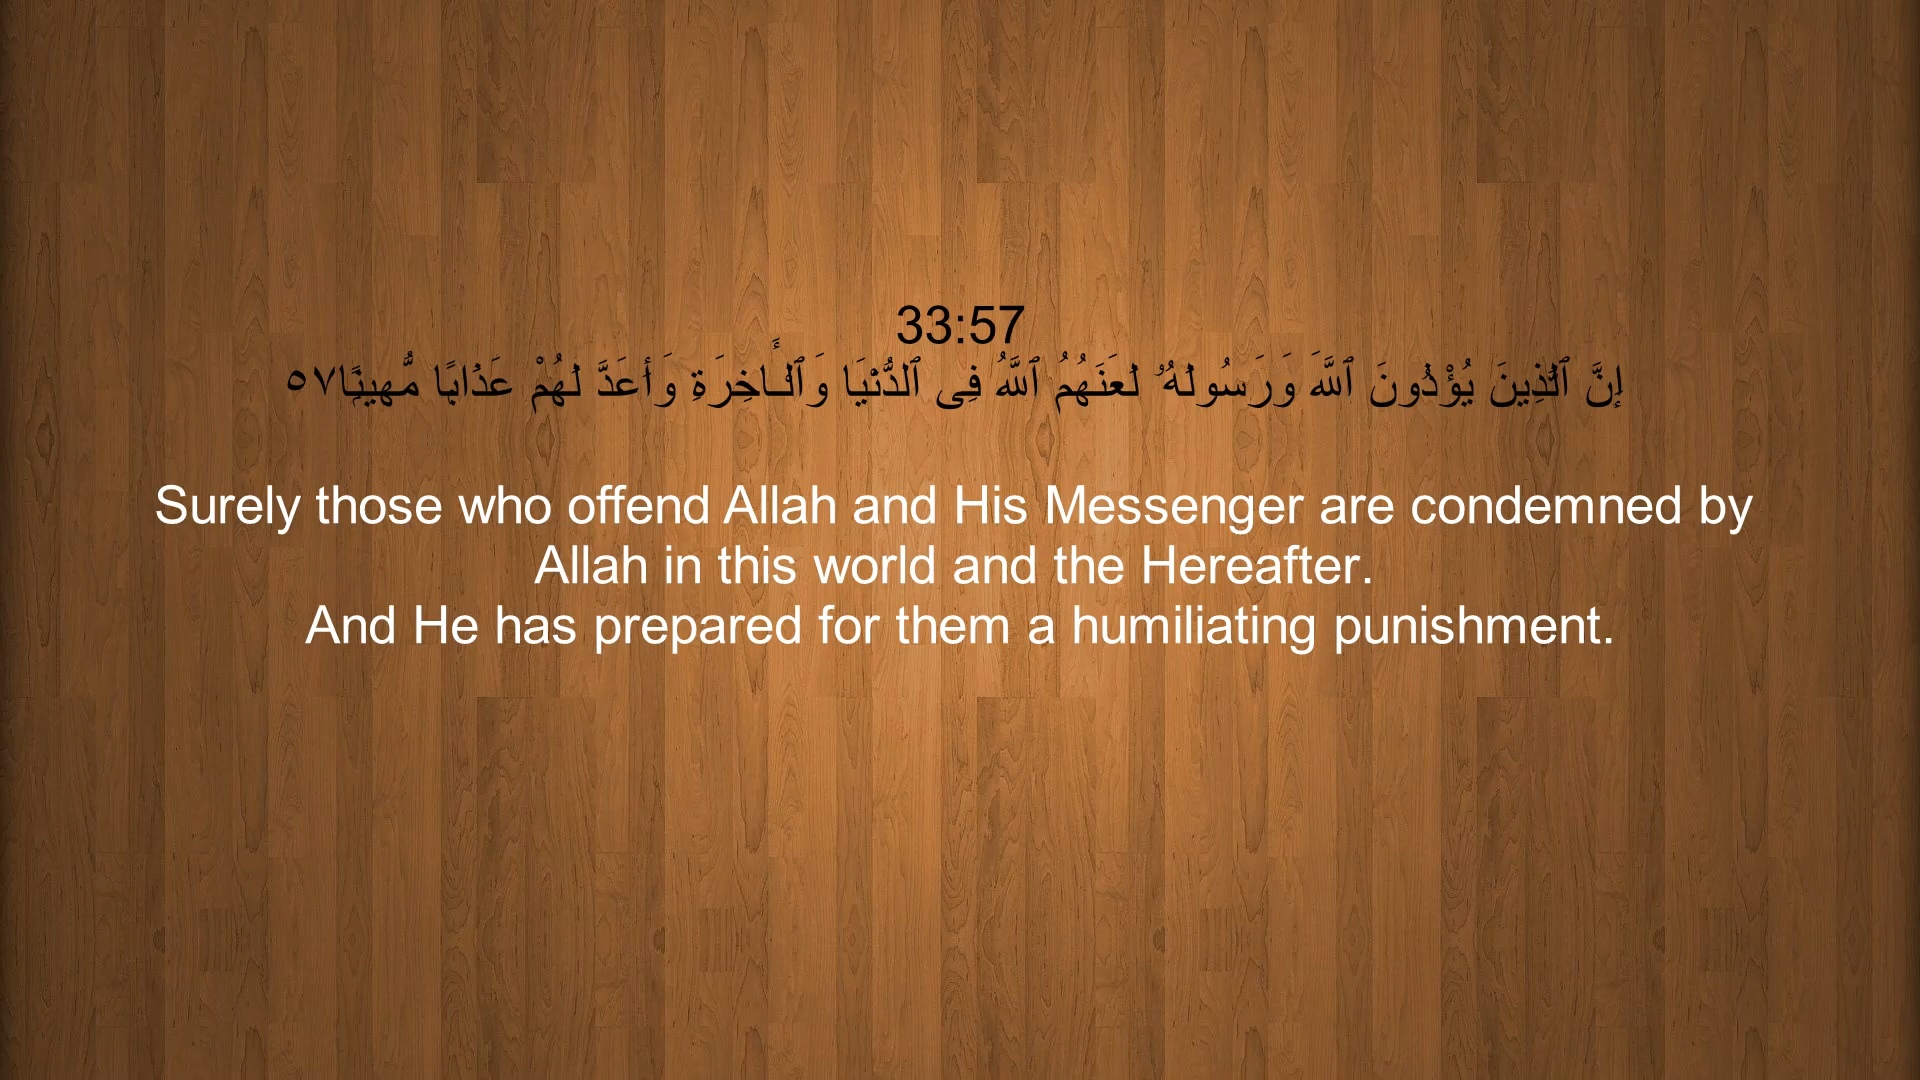 33:57
إِنَّ ٱلَّذِينَ يُؤْذُونَ ٱللَّهَ وَرَسُولَهُۥ لَعَنَهُمُ ٱللَّهُ فِى ٱلدُّنْيَا وَٱلْـَٔاخِرَةِ وَأَعَدَّ لَهُمْ عَذَابًا مُّهِينًا٥٧
Surely those who offend Allah and His Messenger are condemned by
Allah in this world and the Hereafter.
And He has prepared for them a humiliating punishment.